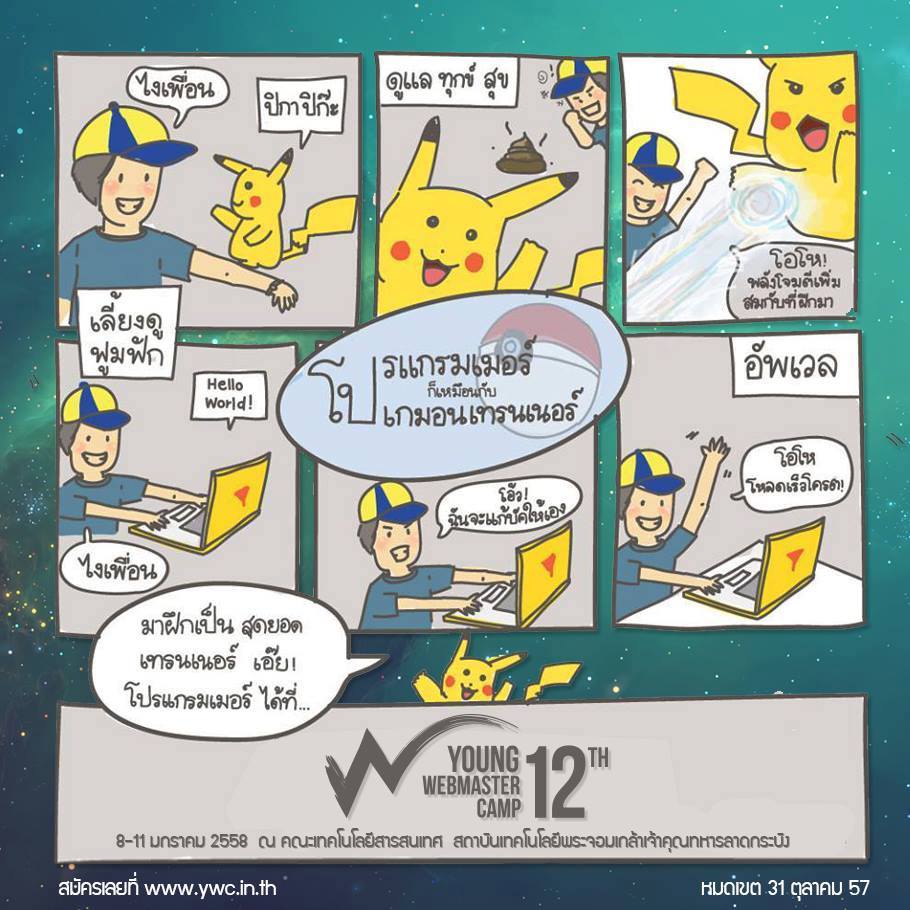 ไงเพื่อน
ปิกา ปิก๊ะ
ดูแล ทุกข์ สุข
โอโห!
พลังโจมตีเพิ่ม
สมกับที่ฝึกมา
เลี้ยงดู
ฟูมฟัก
โปรแกรมเมอร์
ก็เหมือนกับ
โปเกมอนเทรนเนอร์
อัพเวล
Hello
World!
ไงเพื่อน
โอ๊ว!
ฉันจะแก้บัคให้เอง
โอโห
โหลดเร็วโครต!
มาฝึกเป็น สุดยอด
เทรนเนอร์ เอ๊ย!
โปรแกรมเมอร์ ได้ที่...
YOUNG
WEBMASTER
CAMP
12TH
8-11 มกราคม 2558 ณ คณะเทคโนโลยีสารสนเทศ สถาบันเทคโนโลยีพระจอมเกล้าเจ้าคุณทหารลาดกระบัง
สมัครเลยที่ www.ywc.in.th
หมดเขต 31 ตุลาคม 57